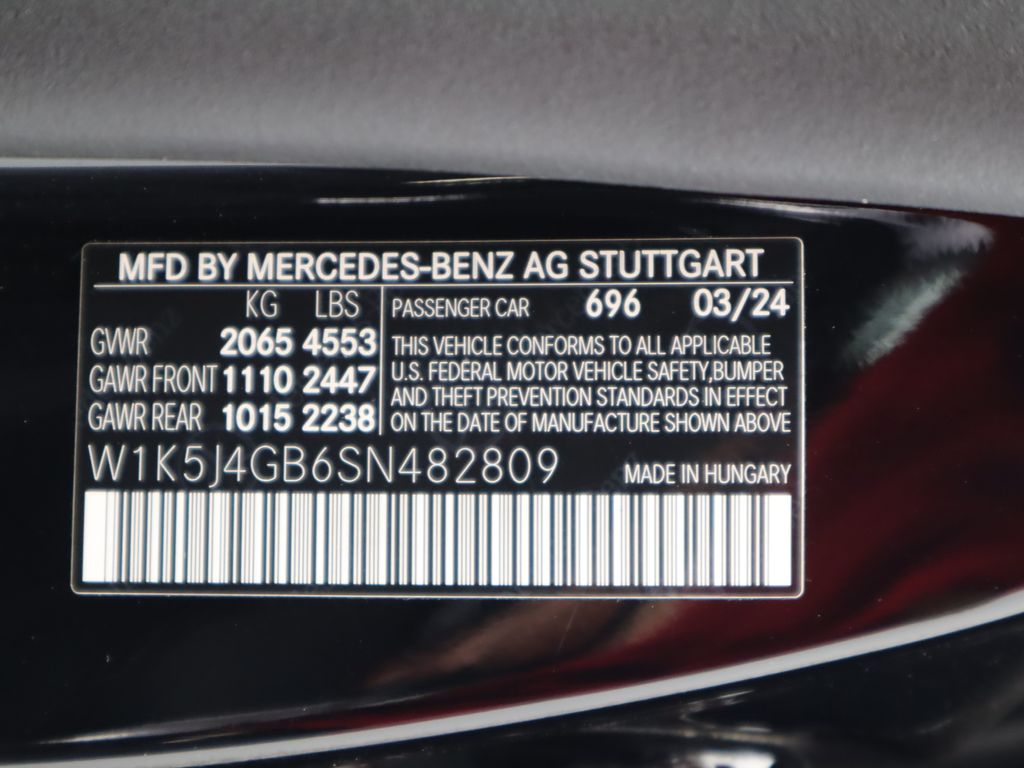 MFD BY MERCEDES-BENZ AG STUTTGART
KG LBS
GVWR 2065 4553
GAWR FRONT 1110 2447
GAWR REAR 1015 2238
PASSENGER CAR 696 03/24
THIS VEHICLE CONFORMS TO ALL APPLICABLE
U.S. FEDERAL MOTOR VEHICLE SAFETY,BUMPER
AND THEFT PREVENTION STANDARDS IN EFFECT
ON THE DATE OF MANUFACTURE SHOWN ABOVE
W1K5J4GB6SN482809
MADE IN HUNGARY